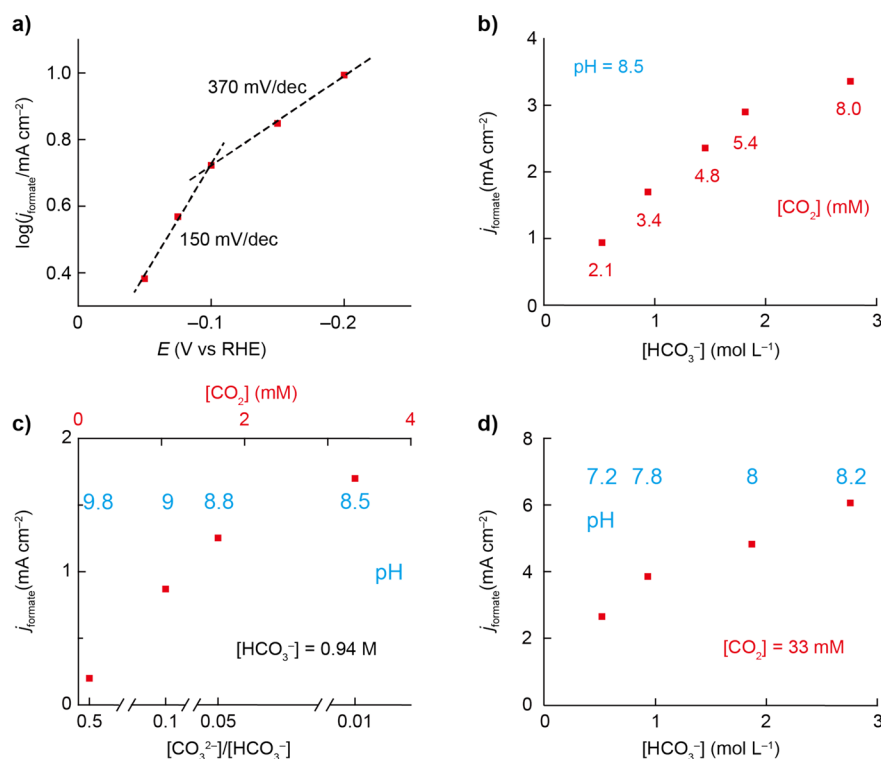 a)
log(j_formate/mA cm⁻²)
1.0
0.8
0.6
0.4
370 mV/dec
150 mV/dec
0
–0.1
–0.2
E (V vs RHE)
b)
j_formate(mA cm⁻²)
4
3
2
1
0
pH = 8.5
8.0
5.4
4.8
3.4
2.1
[CO₂] (mM)
0
1
2
3
[HCO₃⁻] (mol L⁻¹)
c)
[CO₂] (mM)
0
2
4
j_formate(mA cm⁻²)
2
1
0
9.8
9
8.8
8.5
pH
[HCO₃⁻] = 0.94 M
0.5
0.1
0.05
0.01
[CO₃²⁻]/[HCO₃⁻]
d)
j_formate(mA cm⁻²)
8
6
4
2
0
7.2
7.8
8
8.2
pH
[CO₂] = 33 mM
0
1
2
3
[HCO₃⁻] (mol L⁻¹)